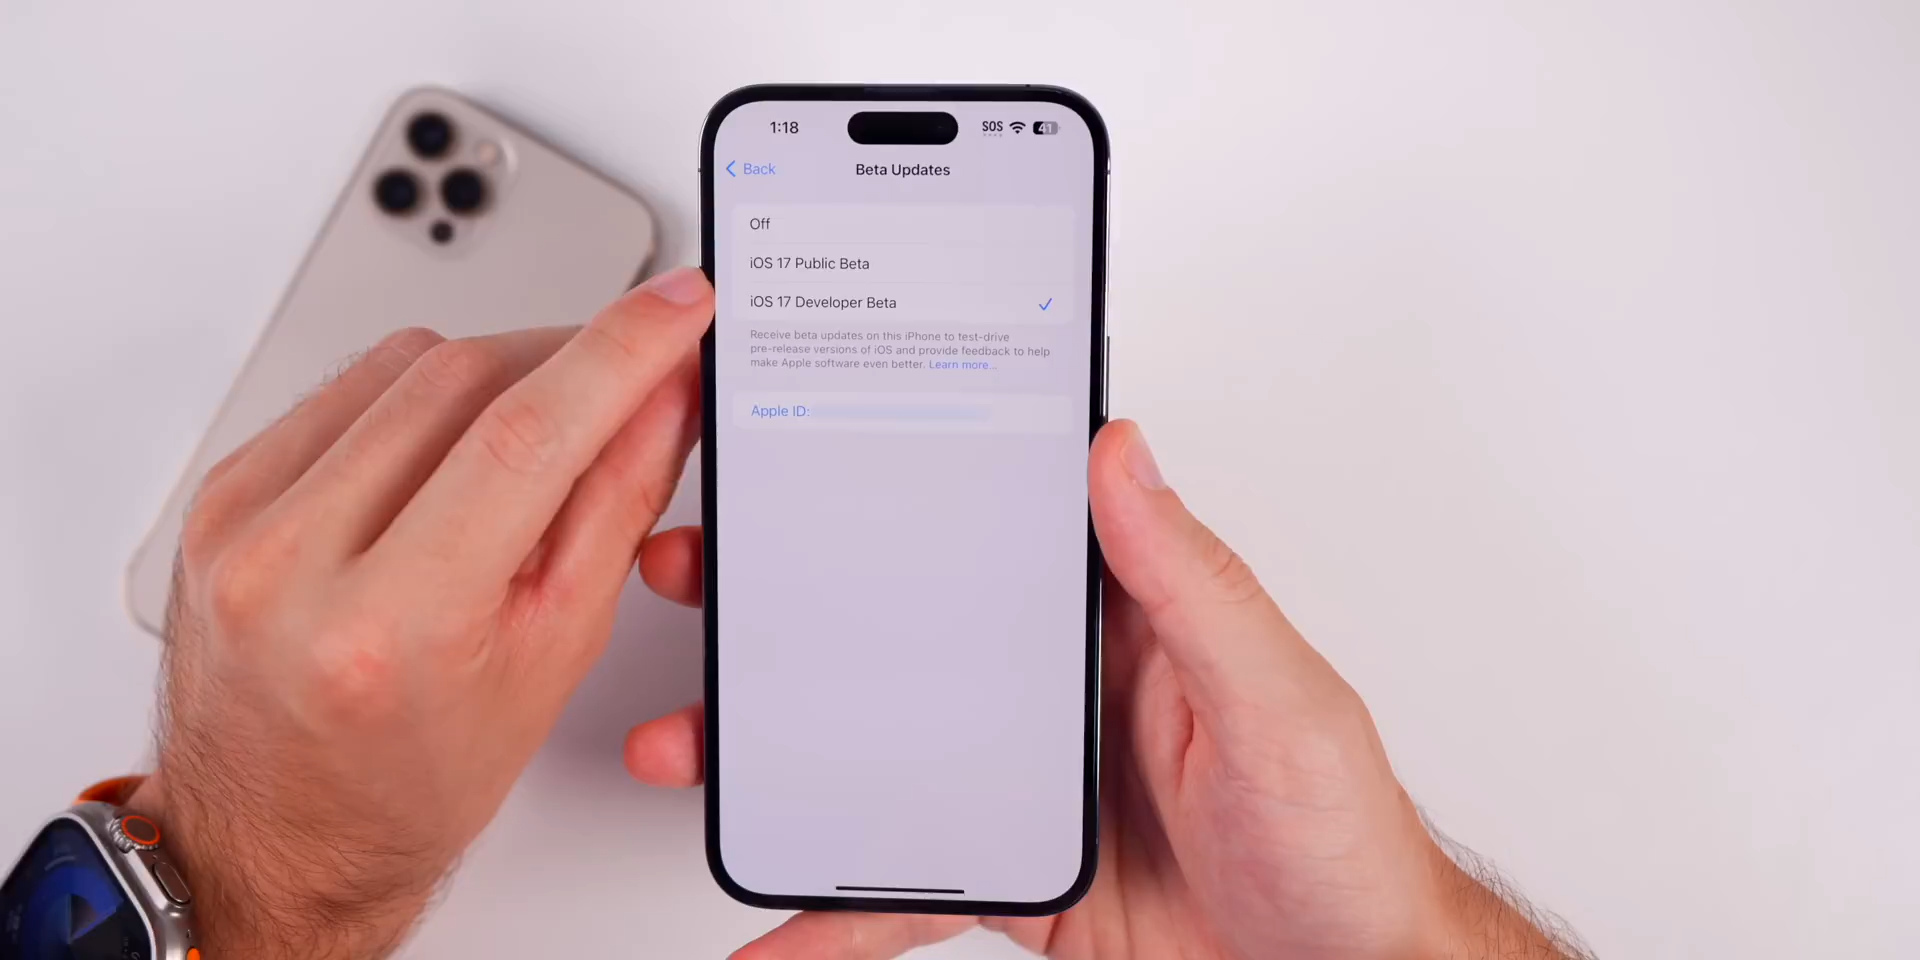 1:18
SOS
41
Back
Beta Updates
Off
iOS 17 Public Beta
iOS 17 Developer Beta
Receive beta updates on this iPhone to test-drive
pre-release versions of iOS and provide feedback to help
make Apple software even better. Learn more...
Apple ID: